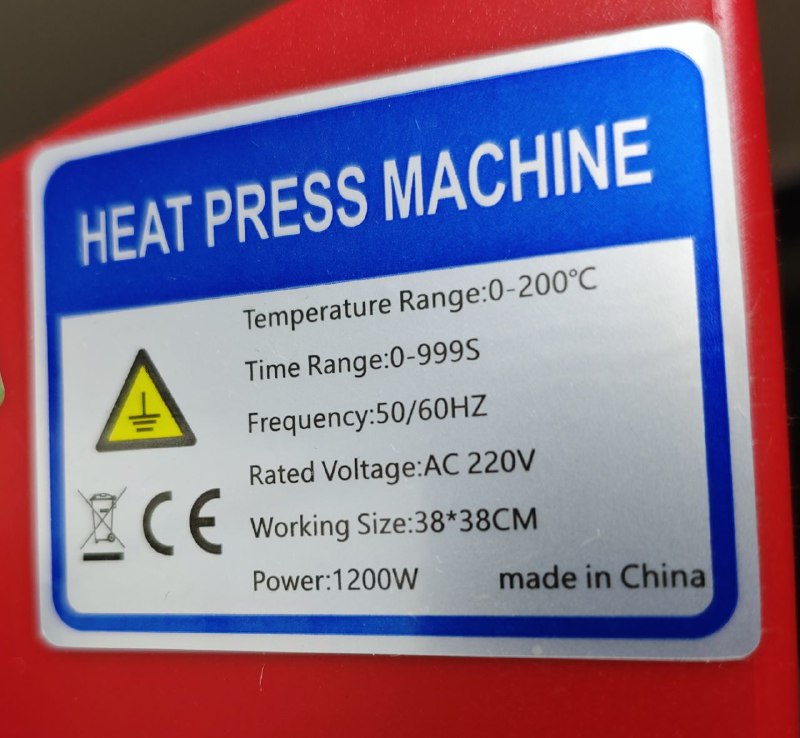 HEAT PRESS MACHINE
Temperature Range:0-200℃
Time Range:0-999S
Frequency:50/60HZ
Rated Voltage:AC 220V
CE
Working Size:38*38CM
Power:1200W made in China